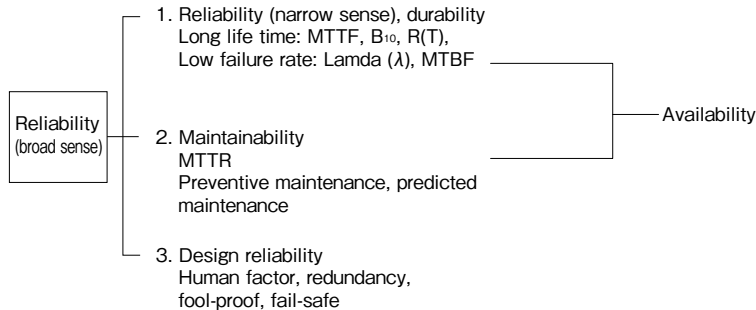 1. Reliability (narrow sense), durability
Long life time: MTTF, B₁₀, R(T),
Low failure rate: Lamda (λ), MTBF
Availability
Reliability
(broad sense)
2. Maintainability
MTTR
Preventive maintenance, predicted
maintenance
3. Design reliability
Human factor, redundancy,
fool-proof, fail-safe